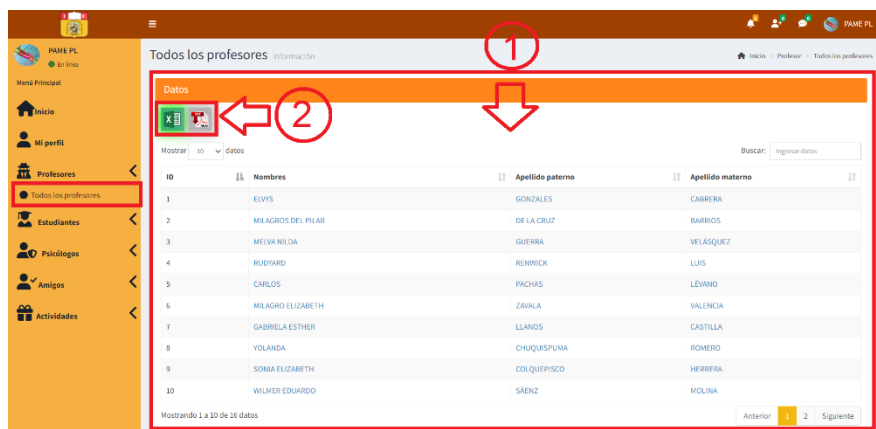 PAME PL
PAME PL
En línea
Todos los profesores Información
Inicio > Profesor > Todos los profesores
1
Menú Principal
Inicio
Mi perfil
Profesores
Todos los profesores
Estudiantes
Psicólogos
Amigos
Actividades
Datos
2
Mostrar 10 datos
Buscar: Ingresar datos
ID Nombres Apellido paterno Apellido materno
1 ELVYS GONZALES CABRERA
2 MILAGROS DEL PILAR DE LA CRUZ BARRIOS
3 MELVA NILDA GUERRA VELÁSQUEZ
4 RUDYARD RENWICK LUIS
5 CARLOS PACHAS LÉVANO
6 MILAGRO ELIZABETH ZAVALA VALENCIA
7 GABRIELA ESTHER LLANOS CASTILLA
8 YOLANDA CHUQUISPUMA ROMERO
9 SONIA ELIZABETH COLQUEPISCO HERRERA
10 WILMER EDUARDO SÁENZ MOLINA
Mostrando 1 a 10 de 16 datos
Anterior 1 2 Siguiente